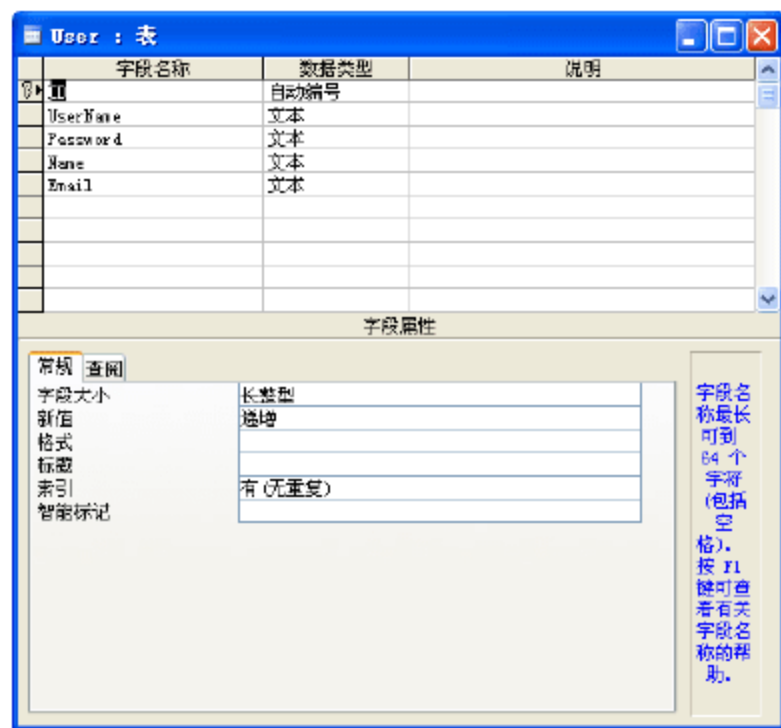 User : 表
字段名称 数据类型 说明
ID 自动编号
UserName 文本
Password 文本
Name 文本
Email 文本
字段属性
常规 查阅
字段大小 长整型
新值 递增
格式
标题
索引 有(无重复)
智能标记
字段名
称最长
可到
64 个
字符
(包括
空
格)。
按 F1
键可查
看有关
字段名
称的帮
助。